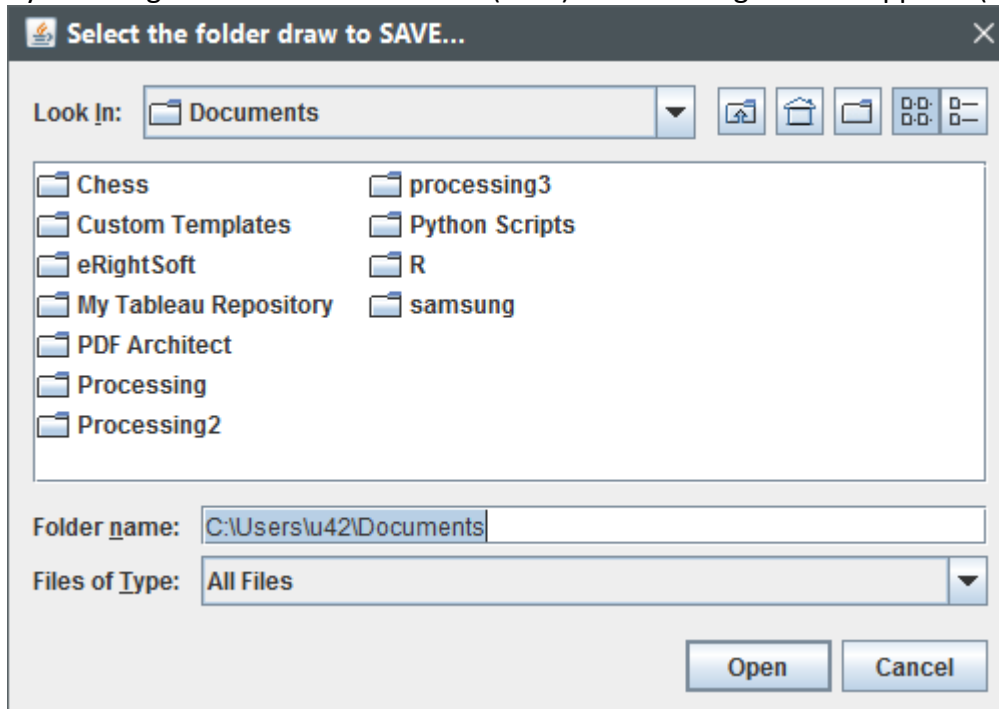 Select the folder draw to SAVE...
Look In: Documents
Chess processing3
Custom Templates Python Scripts
eRightSoft R
My Tableau Repository samsung
PDF Architect
Processing
Processing2
Folder name: C:\Users\u42\Documents
Files of Type: All Files
Open Cancel